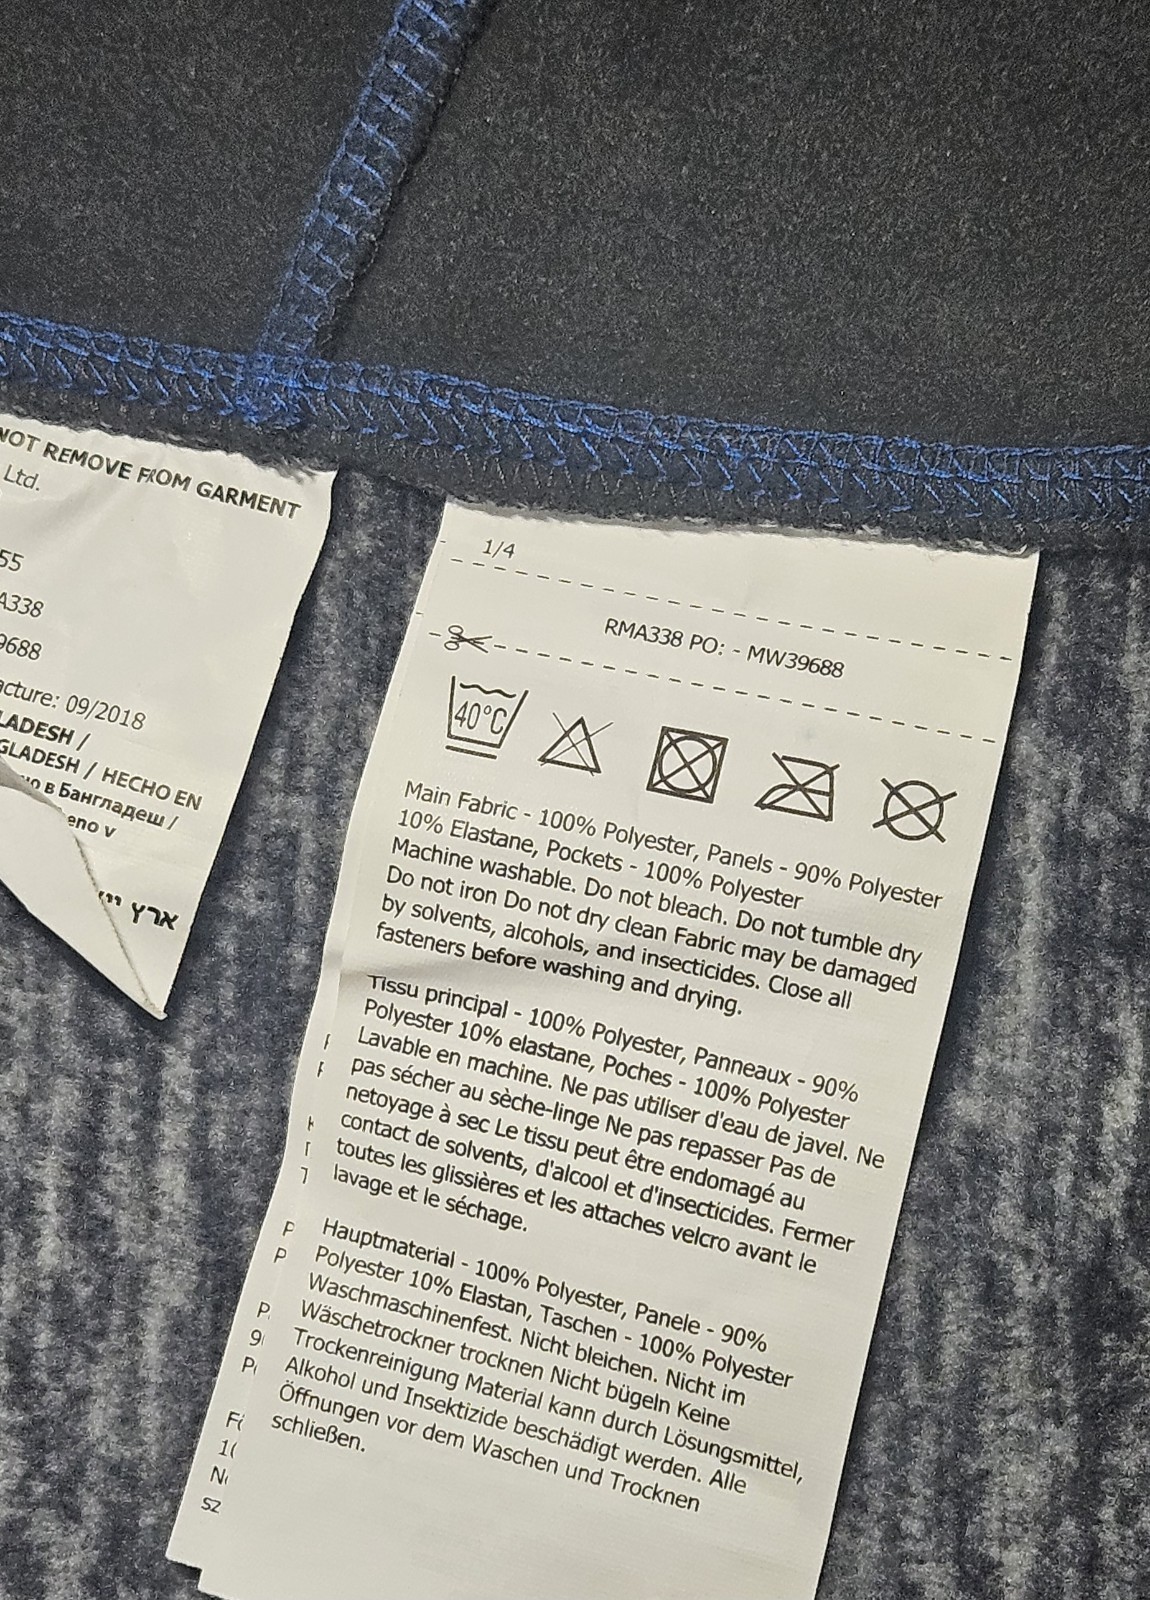 NOT REMOVE FROM GARMENT
Ltd.
55
A338
9688
acture: 09/2018
LADESH /
GLADESH / HECHO EN
в Бангладеш /
eno v
ארץ ייי
1/4
RMA338 PO: - MW39688
40°C
Main Fabric - 100% Polyester, Panels - 90% Polyester
10% Elastane, Pockets - 100% Polyester
Machine washable. Do not bleach. Do not tumble dry
Do not iron Do not dry clean Fabric may be damaged
by solvents, alcohols, and insecticides. Close all
fasteners before washing and drying.
Tissu principal - 100% Polyester, Panneaux - 90%
Polyester 10% elastane, Poches - 100% Polyester
Lavable en machine. Ne pas utiliser d'eau de javel. Ne
pas sécher au sèche-linge Ne pas repasser Pas de
netoyage à sec Le tissu peut être endomagé au
contact de solvents, d'alcool et d'insecticides. Fermer
toutes les glissières et les attaches velcro avant le
lavage et le séchage.
Hauptmaterial - 100% Polyester, Panele - 90%
Polyester 10% Elastan, Taschen - 100% Polyester
Waschmaschinenfest. Nicht bleichen. Nicht im
Wäschetrockner trocknen Nicht bügeln Keine
Trockenreinigung Material kann durch Lösungsmittel,
Alkohol und Insektizide beschädigt werden. Alle
Öffnungen vor dem Waschen und Trocknen
schließen.